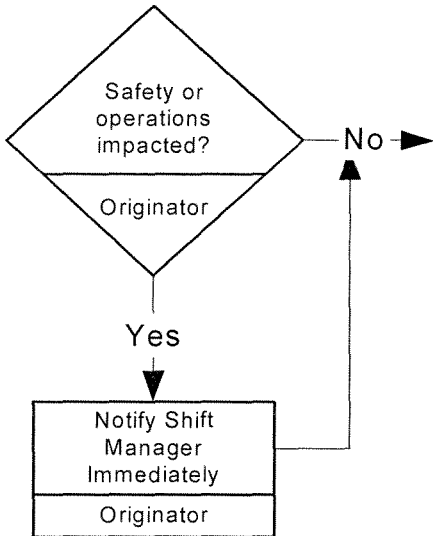 Safety or
operations
impacted?
No
Originator
Yes
Notify Shift
Manager
Immediately
Originator